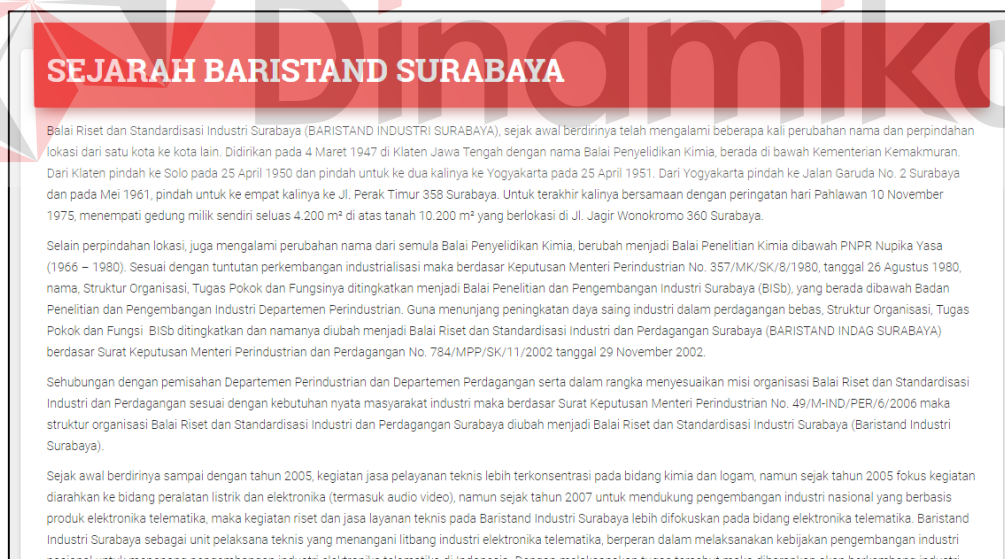 Dinamika
SEJARAH BARISTAND SURABAYA
Balai Riset dan Standardisasi Industri Surabaya (BARISTAND INDUSTRI SURABAYA), sejak awal berdirinya telah mengalami beberapa kali perubahan nama dan perpindahan
lokasi dari satu kota ke kota lain. Didirikan pada 4 Maret 1947 di Klaten Jawa Tengah dengan nama Balai Penyelidikan Kimia, berada di bawah Kementerian Kemakmuran.
Dari Klaten pindah ke Solo pada 25 April 1950 dan pindah untuk ke dua kalinya ke Yogyakarta pada 25 April 1951. Dari Yogyakarta pindah ke Jalan Garuda No. 2 Surabaya
dan pada Mei 1961, pindah untuk ke empat kalinya ke Jl. Perak Timur 358 Surabaya. Untuk terakhir kalinya bersamaan dengan peringatan hari Pahlawan 10 November
1975, menempati gedung milik sendiri seluas 4.200 m² di atas tanah 10.200 m² yang berlokasi di Jl. Jagir Wonokromo 360 Surabaya.
Selain perpindahan lokasi, juga mengalami perubahan nama dari semula Balai Penyelidikan Kimia, berubah menjadi Balai Penelitian Kimia dibawah PNPR Nupika Yasa
(1966 – 1980). Sesuai dengan tuntutan perkembangan industrialisasi maka berdasar Keputusan Menteri Perindustrian No. 357/MK/SK/8/1980, tanggal 26 Agustus 1980,
nama, Struktur Organisasi, Tugas Pokok dan Fungsinya ditingkatkan menjadi Balai Penelitian dan Pengembangan Industri Surabaya (BISb), yang berada dibawah Badan
Penelitian dan Pengembangan Industri Departemen Perindustrian. Guna menunjang peningkatan daya saing industri dalam perdagangan bebas, Struktur Organisasi, Tugas
Pokok dan Fungsi BISb ditingkatkan dan namanya diubah menjadi Balai Riset dan Standardisasi Industri dan Perdagangan Surabaya (BARISTAND INDAG SURABAYA)
berdasar Surat Keputusan Menteri Perindustrian dan Perdagangan No. 784/MPP/SK/11/2002 tanggal 29 November 2002.
Sehubungan dengan pemisahan Departemen Perindustrian dan Departemen Perdagangan serta dalam rangka menyesuaikan misi organisasi Balai Riset dan Standardisasi
Industri dan Perdagangan sesuai dengan kebutuhan nyata masyarakat industri maka berdasar Surat Keputusan Menteri Perindustrian No. 49/M-IND/PER/6/2006 maka
struktur organisasi Balai Riset dan Standardisasi Industri dan Perdagangan Surabaya diubah menjadi Balai Riset dan Standardisasi Industri Surabaya (Baristand Industri
Surabaya).
Sejak awal berdirinya sampai dengan tahun 2005, kegiatan jasa pelayanan teknis lebih terkonsentrasi pada bidang kimia dan logam, namun sejak tahun 2005 fokus kegiatan
diarahkan ke bidang peralatan listrik dan elektronika (termasuk audio video), namun sejak tahun 2007 untuk mendukung pengembangan industri nasional yang berbasis
produk elektronika telematika, maka kegiatan riset dan jasa layanan teknis pada Baristand Industri Surabaya lebih difokuskan pada bidang elektronika telematika. Baristand
Industri Surabaya sebagai unit pelaksana teknis yang menangani litbang industri elektronika telematika, berperan dalam melaksanakan kebijakan pengembangan industri